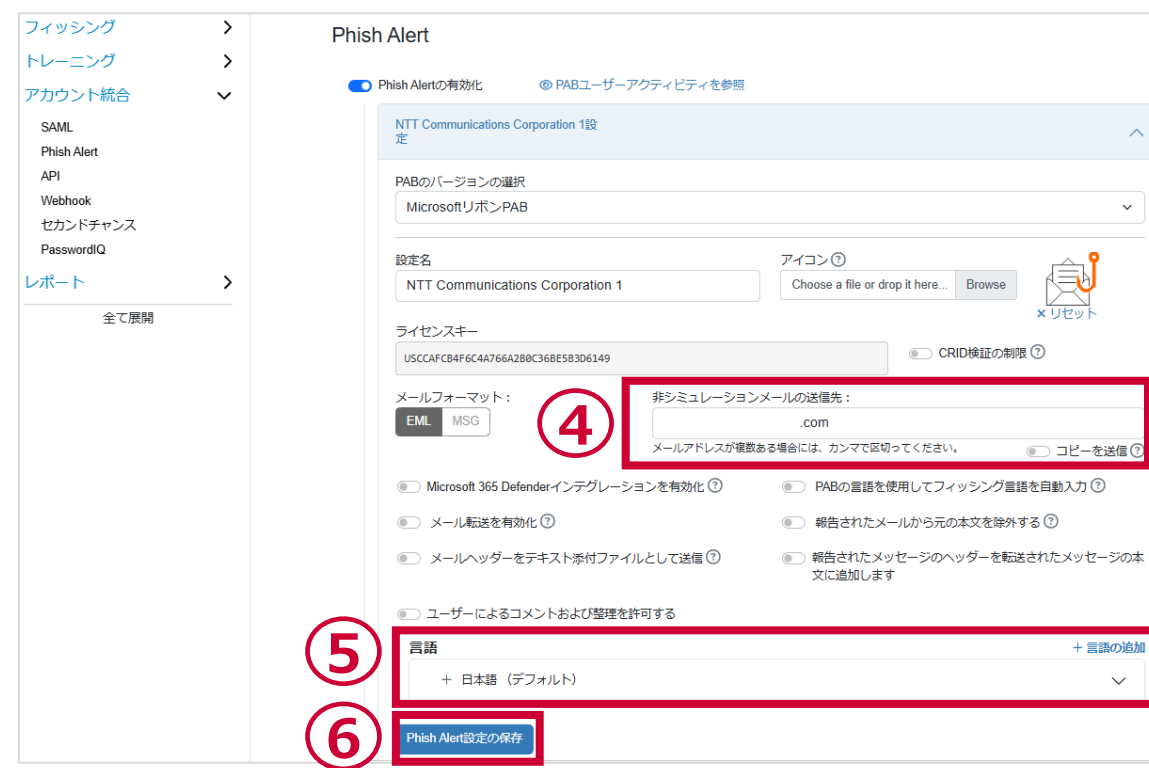 フィッシング
トレーニング
アカウント統合
SAML
Phish Alert
API
Webhook
セカンドチャンス
PasswordIQ
レポート
全て展開
Phish Alert
Phish Alertの有効化
PABユーザーアクティビティを参照
NTT Communications Corporation 1設
定
PABのバージョンの選択
MicrosoftリボンPAB
設定名
NTT Communications Corporation 1
アイコン ?
Choose a file or drop it here... Browse
× リセット
ライセンスキー
USCCAFCB4F6C4A766A2B0C36BE5B3D6149
CRID検証の制限 ?
メールフォーマット：
EML MSG
④
非シミュレーションメールの送信先：
.com
メールアドレスが複数ある場合には、カンマで区切ってください。
コピーを送信 ?
Microsoft 365 Defenderインテグレーションを有効化 ?
PABの言語を使用してフィッシング言語を自動入力 ?
メール転送を有効化 ?
報告されたメールから元の本文を除外する ?
メールヘッダーをテキスト添付ファイルとして送信 ?
報告されたメッセージのヘッダーを転送されたメッセージの本
文に追加します
ユーザーによるコメントおよび整理を許可する
⑤
言語
+ 言語の追加
+ 日本語（デフォルト）
⑥
Phish Alert設定の保存